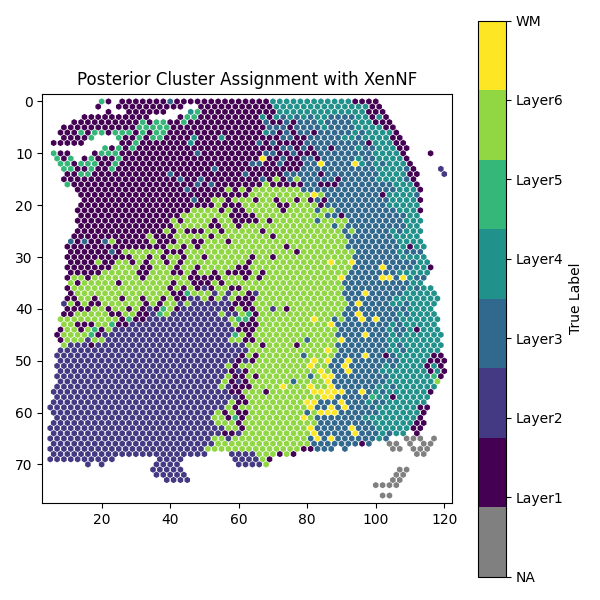 Posterior Cluster Assignment with XenNF
0
10
20
30
40
50
60
70
20
40
60
80
100
120
WM
Layer6
Layer5
Layer4
Layer3
Layer2
Layer1
NA
True Label